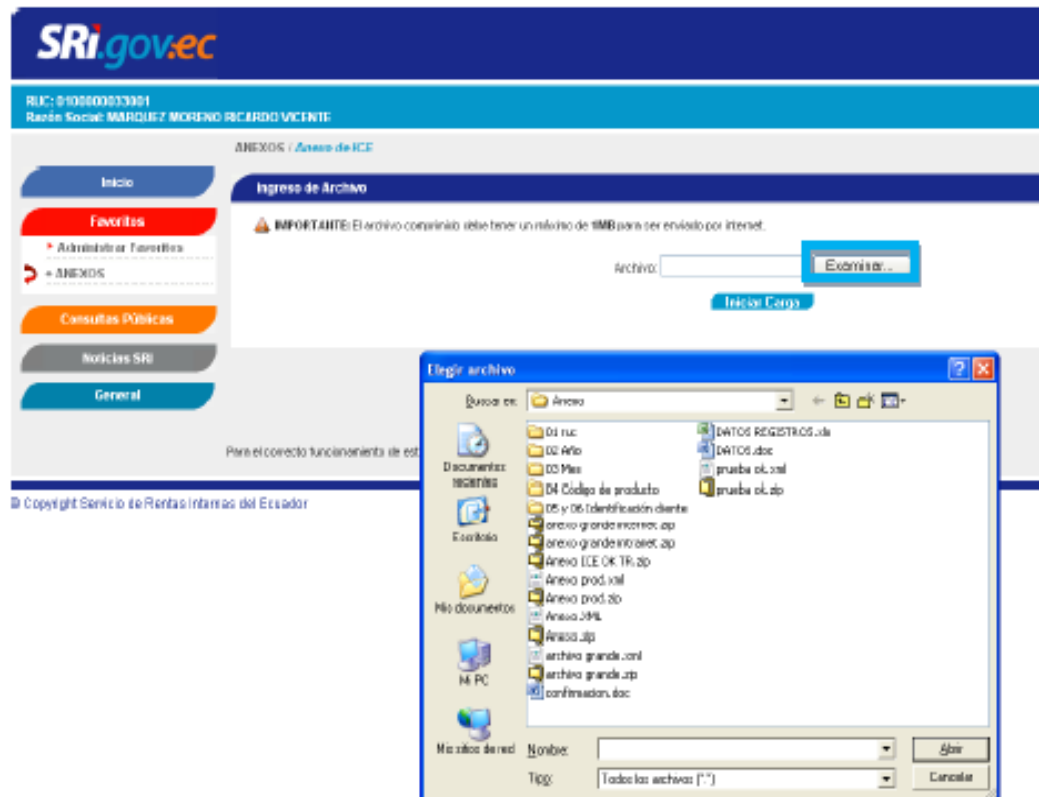 SRi.gov.ec
RUC: 0100000033001
Razón Social: MARQUEZ MORENO RICARDO VICENTE
ANEXOS / Anexo de ICE
Inicio
Favoritos
Administrar Favoritos
+ ANEXOS
Consultas Públicas
Noticias SRI
General
Ingreso de Archivo
IMPORTANTE: El archivo comprimido debe tener un máximo de 1MB para ser enviado por internet.
Archivo: Examinar...
Iniciar Carga
Para el correcto funcionamiento de est
© Copyright Servicio de Rentas Internas del Ecuador
Elegir archivo
Buscar en: Anexo
Documentos recientes
Escritorio
Mis documentos
Mi PC
Mis sitios de red
01 ruc
02 Año
03 Mes
04 Código de producto
05 y 06 Identificación cliente
anexo grande internet.zip
anexo grande intranet.zip
Anexo ICE OK TR.zip
Anexo prod.xml
Anexo prod.zip
Anexo.XML
Anexo.zip
archivo grande.xml
archivo grande.zip
confirmacion.doc
DATOS REGISTROS.xls
DATOS.doc
prueba ok.xml
prueba ok.zip
Nombre: Abrir
Tipo: Todos los archivos (*.*) Cancelar